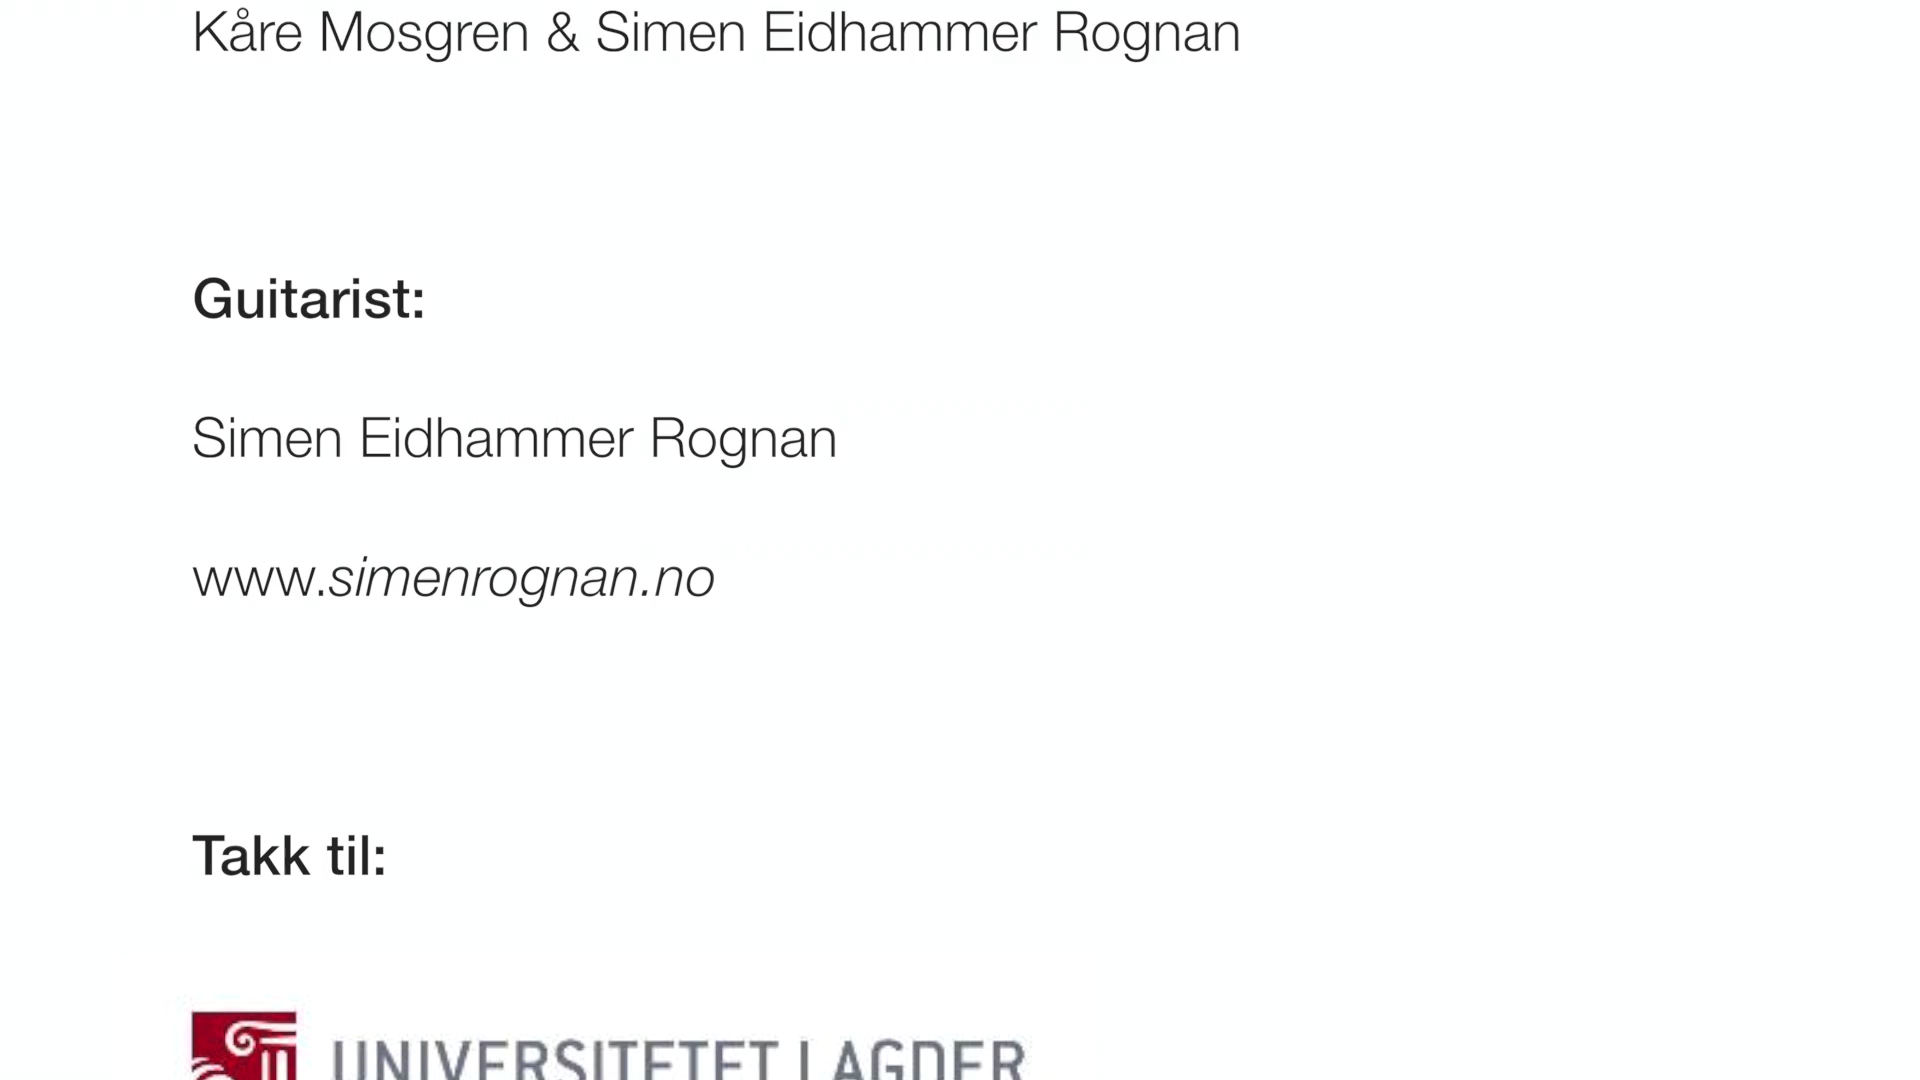 Kåre Mosgren & Simen Eidhammer Rognan
Guitarist:
Simen Eidhammer Rognan
www.simenrognan.no
Takk til:
UNIVERSITETET I AGDER